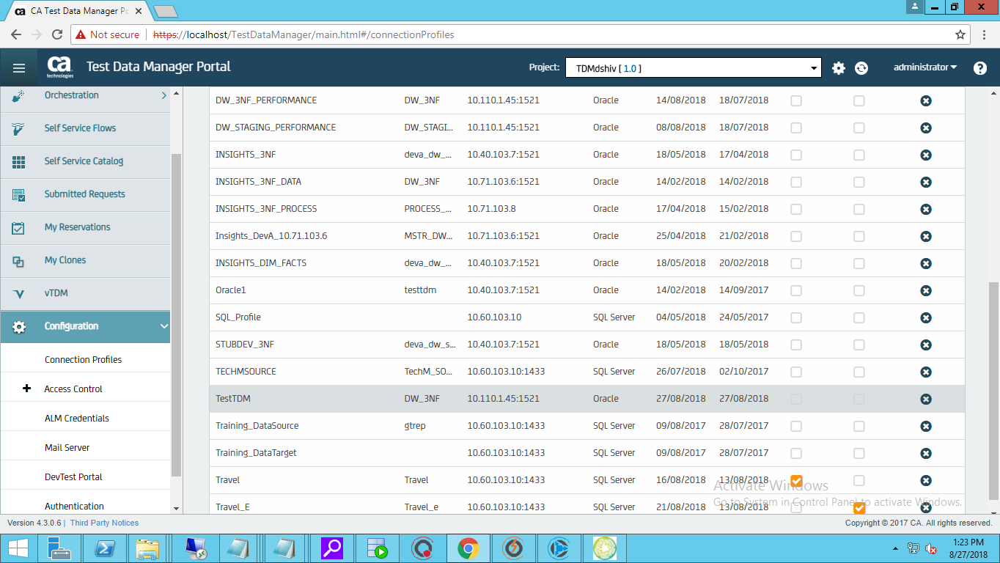 CA Test Data Manager Po
Not secure https://localhost/TestDataManager/main.html#/connectionProfiles
ca technologies Test Data Manager Portal Project: TDMdshiv [ 1.0 ] administrator
Orchestration
Self Service Flows
Self Service Catalog
Submitted Requests
My Reservations
My Clones
vTDM
Configuration
Connection Profiles
Access Control
ALM Credentials
Mail Server
DevTest Portal
Authentication
DW_3NF_PERFORMANCE DW_3NF 10.110.1.45:1521 Oracle 14/08/2018 18/07/2018
DW_STAGING_PERFORMANCE DW_STAGI... 10.110.1.45:1521 Oracle 08/08/2018 18/07/2018
INSIGHTS_3NF deva_dw_... 10.40.103.7:1521 Oracle 18/05/2018 17/04/2018
INSIGHTS_3NF_DATA DW_3NF 10.71.103.6:1521 Oracle 14/02/2018 14/02/2018
INSIGHTS_3NF_PROCESS PROCESS_... 10.71.103.8 Oracle 17/04/2018 15/02/2018
Insights_DevA_10.71.103.6 MSTR_DW... 10.71.103.6:1521 Oracle 25/04/2018 21/02/2018
INSIGHTS_DIM_FACTS deva_dw_... 10.40.103.7:1521 Oracle 18/05/2018 20/02/2018
Oracle1 testtdm 10.40.103.7:1521 Oracle 14/02/2018 14/09/2017
SQL_Profile 10.60.103.10 SQL Server 04/05/2018 24/05/2017
STUBDEV_3NF deva_dw_s... 10.40.103.7:1521 Oracle 18/05/2018 18/05/2018
TECHMSOURCE TechM_SO... 10.60.103.10:1433 SQL Server 26/07/2018 02/10/2017
TestTDM DW_3NF 10.110.1.45:1521 Oracle 27/08/2018 27/08/2018
Training_DataSource gtrep 10.60.103.10:1433 SQL Server 09/08/2017 28/07/2017
Training_DataTarget 10.60.103.10:1433 SQL Server 09/08/2017 28/07/2017
Travel Travel 10.60.103.10:1433 SQL Server 16/08/2018 13/08/2018
Travel_E Travel_e 10.60.103.10:1433 SQL Server 21/08/2018 13/08/2018
Activate Windows
Go to System in Control Panel to activate Windows.
Version 4.3.0.6 | Third Party Notices Copyright © 2017 CA. All rights reserved.
1:23 PM
8/27/2018